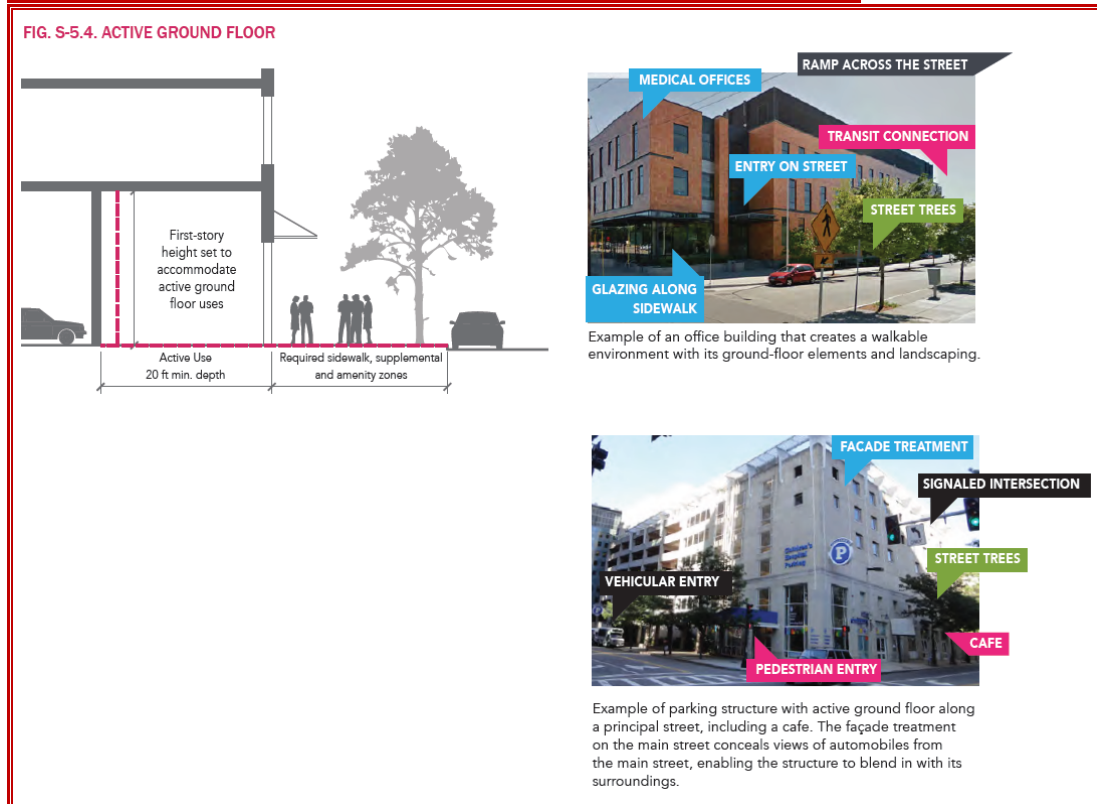 FIG. S-5.4. ACTIVE GROUND FLOOR
First-story
height set to
accommodate
active ground
floor uses
Active Use
20 ft min. depth
Required sidewalk, supplemental
and amenity zones
RAMP ACROSS THE STREET
MEDICAL OFFICES
TRANSIT CONNECTION
ENTRY ON STREET
STREET TREES
GLAZING ALONG
SIDEWALK
Example of an office building that creates a walkable
environment with its ground-floor elements and landscaping.
FACADE TREATMENT
SIGNALED INTERSECTION
Children's
Hospital
Parking
P
STREET TREES
VEHICULAR ENTRY
CAFE
PEDESTRIAN ENTRY
Example of parking structure with active ground floor along
a principal street, including a cafe. The façade treatment
on the main street conceals views of automobiles from
the main street, enabling the structure to blend in with its
surroundings.